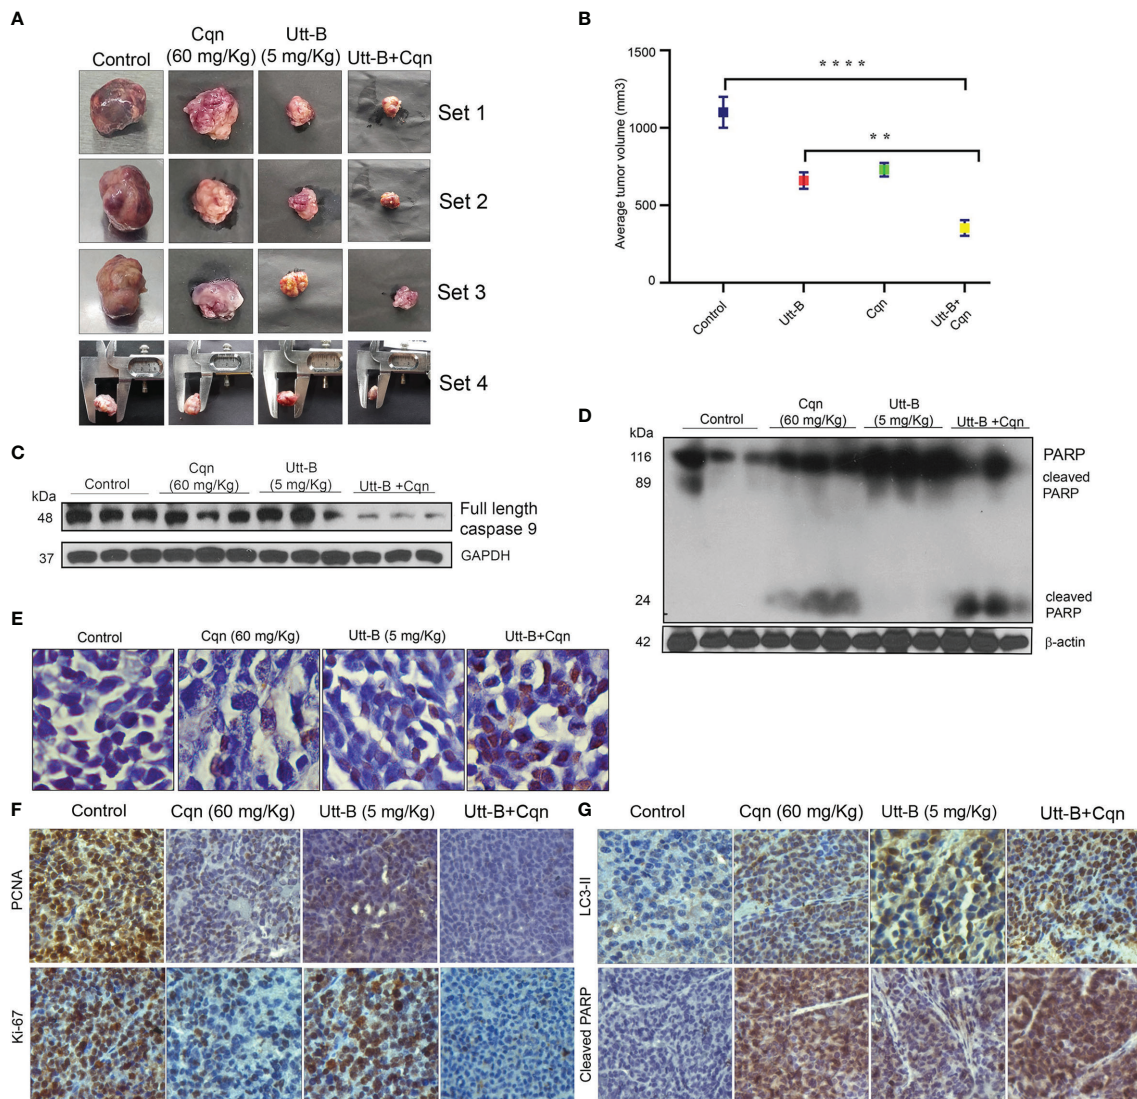 A
Control
Cqn
(60 mg/Kg)
Utt-B
(5 mg/Kg)
Utt-B+Cqn
Set 1
Set 2
Set 3
Set 4
B
Average tumor volume (mm3)
1500
1000
500
0
* * * *
* *
Control
Utt-B
Cqn
Utt-B+
Cqn
C
kDa
Control
Cqn
(60 mg/Kg)
Utt-B
(5 mg/Kg)
Utt-B +Cqn
48
Full length
caspase 9
37
GAPDH
D
kDa
Control
Cqn
(60 mg/Kg)
Utt-B
(5 mg/Kg)
Utt-B +Cqn
116
PARP
89
cleaved
PARP
24
cleaved
PARP
42
β-actin
E
Control
Cqn (60 mg/Kg)
Utt-B (5 mg/Kg)
Utt-B+Cqn
F
Control
Cqn (60 mg/Kg)
Utt-B (5 mg/Kg)
Utt-B+Cqn
PCNA
Ki-67
G
Control
Cqn (60 mg/Kg)
Utt-B (5 mg/Kg)
Utt-B+Cqn
LC3-II
Cleaved PARP